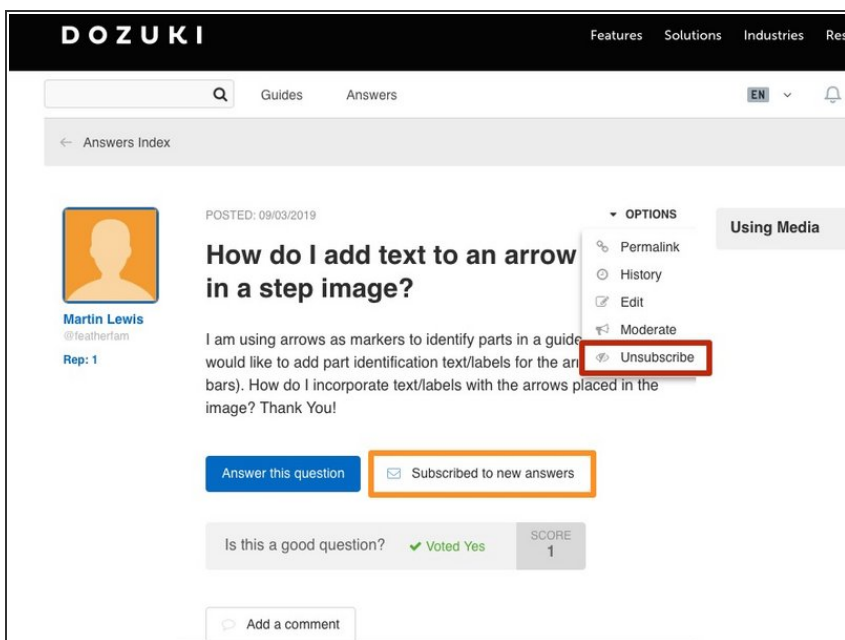 DOZUKI
Features Solutions Industries Res
Guides Answers
EN
← Answers Index
POSTED: 09/03/2019
OPTIONS
Using Media
How do I add text to an arrow
in a step image?
Permalink
History
Edit
Moderate
Unsubscribe
Martin Lewis
@featherfam
Rep: 1
I am using arrows as markers to identify parts in a guide
would like to add part identification text/labels for the
bars). How do I incorporate text/labels with the arrows placed in the
image? Thank You!
Answer this question
Subscribed to new answers
Is this a good question?
Voted Yes
SCORE
1
Add a comment